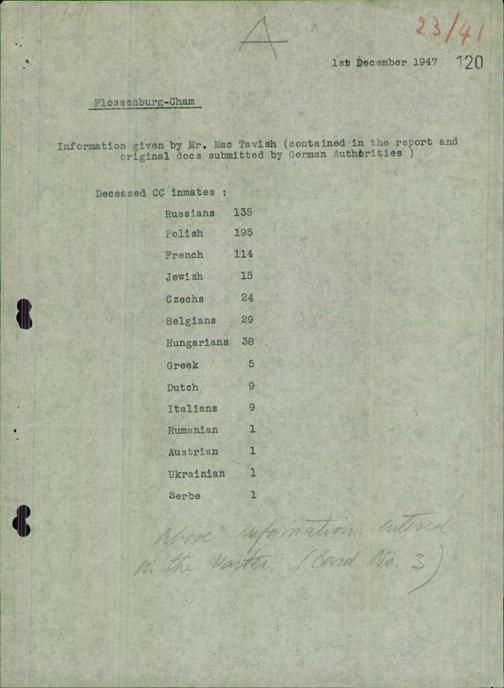 23/41
A
1st December 1947 120
Flossenburg-Cham
Information given by Mr. Mac Tavish (contained in the report and
original docs submitted by German Authorities )
Deceased CC inmates :
Russians 135
Polish 195
French 114
Jewish 15
Czechs 24
Belgians 29
Hungarians 38
Greek 5
Dutch 9
Italians 9
Rumanian 1
Austrian 1
Ukrainian 1
Serbe 1
Above information entered
in the Master (Card No. 3)